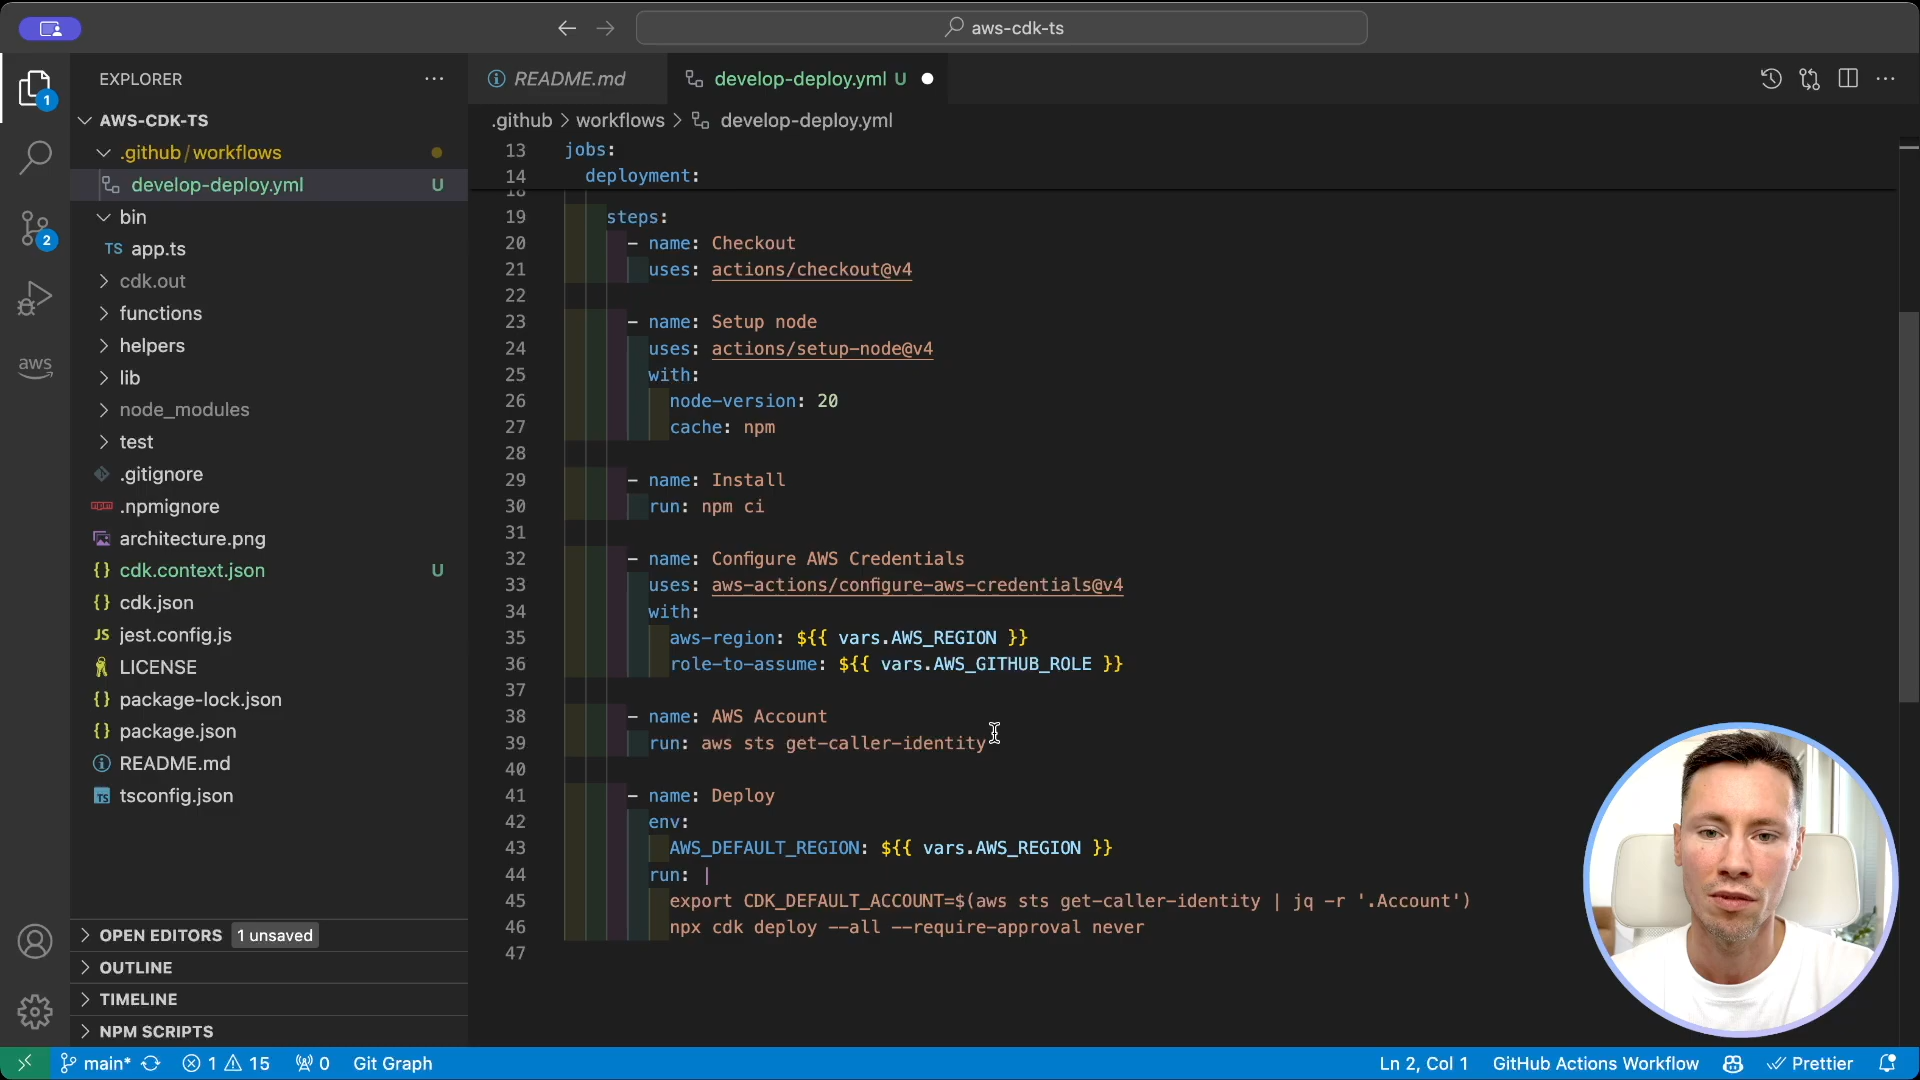 aws-cdk-ts
EXPLORER
README.md
develop-deploy.yml U
AWS-CDK-TS
.github > workflows > develop-deploy.yml
.github/workflows
develop-deploy.yml U
bin
TS app.ts
cdk.out
functions
helpers
lib
node_modules
test
.gitignore
.npmignore
architecture.png
cdk.context.json U
cdk.json
JS jest.config.js
LICENSE
package-lock.json
package.json
README.md
TS tsconfig.json
OPEN EDITORS 1 unsaved
OUTLINE
TIMELINE
NPM SCRIPTS
1
2
aws
13 jobs:
14 deployment:
18
19 steps:
20 - name: Checkout
21 uses: actions/checkout@v4
22
23 - name: Setup node
24 uses: actions/setup-node@v4
25 with:
26 node-version: 20
27 cache: npm
28
29 - name: Install
30 run: npm ci
31
32 - name: Configure AWS Credentials
33 uses: aws-actions/configure-aws-credentials@v4
34 with:
35 aws-region: ${{ vars.AWS_REGION }}
36 role-to-assume: ${{ vars.AWS_GITHUB_ROLE }}
37
38 - name: AWS Account
39 run: aws sts get-caller-identity
40
41 - name: Deploy
42 env:
43 AWS_DEFAULT_REGION: ${{ vars.AWS_REGION }}
44 run: |
45 export CDK_DEFAULT_ACCOUNT=$(aws sts get-caller-identity | jq -r '.Account')
46 npx cdk deploy --all --require-approval never
47
main* 1 15 0 Git Graph Ln 2, Col 1 GitHub Actions Workflow Prettier